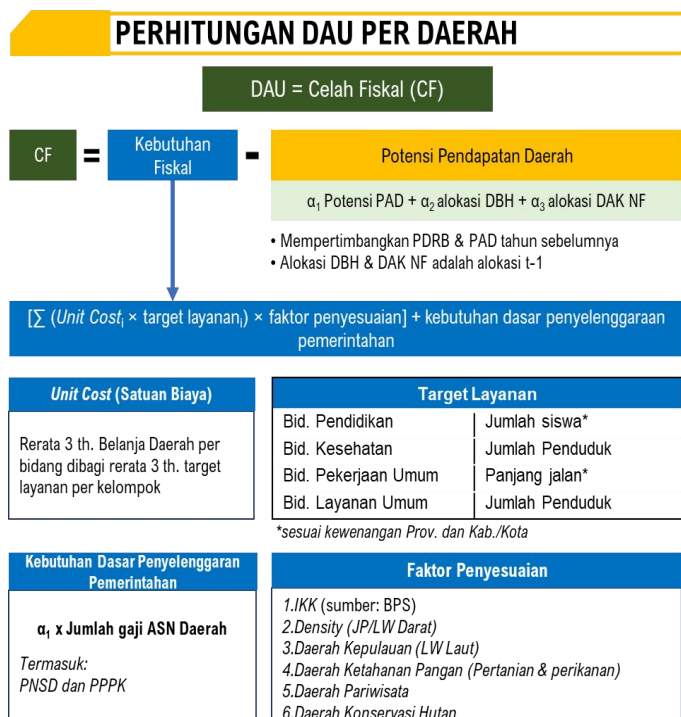 PERHITUNGAN DAU PER DAERAH
DAU = Celah Fiskal (CF)
CF = Kebutuhan Fiskal - Potensi Pendapatan Daerah
α₁ Potensi PAD + α₂ alokasi DBH + α₃ alokasi DAK NF
• Mempertimbangkan PDRB & PAD tahun sebelumnya
• Alokasi DBH & DAK NF adalah alokasi t-1
[∑ (Unit Costᵢ × target layananᵢ) × faktor penyesuaian] + kebutuhan dasar penyelenggaraan
pemerintahan
Unit Cost (Satuan Biaya)
Rerata 3 th. Belanja Daerah per
bidang dibagi rerata 3 th. target
layanan per kelompok
Target Layanan
Bid. Pendidikan Jumlah siswa*
Bid. Kesehatan Jumlah Penduduk
Bid. Pekerjaan Umum Panjang jalan*
Bid. Layanan Umum Jumlah Penduduk
*sesuai kewenangan Prov. dan Kab./Kota
Kebutuhan Dasar Penyelenggaran
Pemerintahan
α₁ x Jumlah gaji ASN Daerah
Termasuk:
PNSD dan PPPK
Faktor Penyesuaian
1.IKK (sumber: BPS)
2.Density (JP/LW Darat)
3.Daerah Kepulauan (LW Laut)
4.Daerah Ketahanan Pangan (Pertanian & perikanan)
5.Daerah Pariwisata
6.Daerah Konservasi Hutan